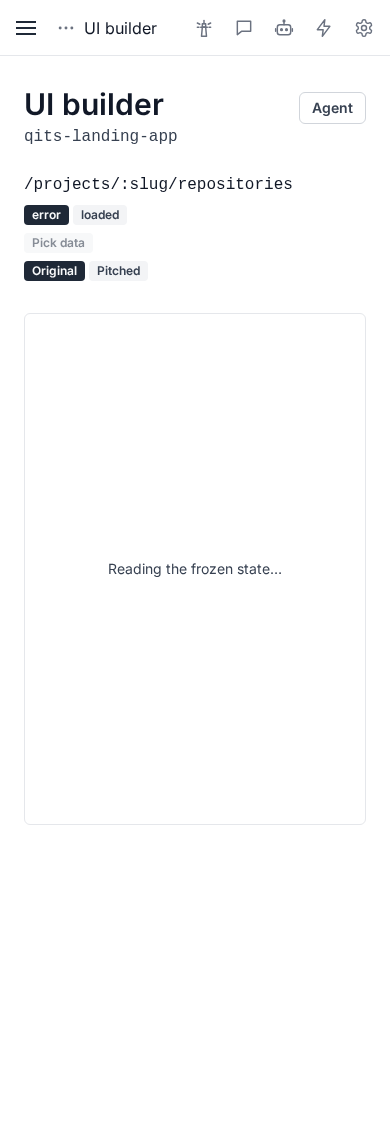 UI builder
UI builder
Agent
qits-landing-app
/projects/:slug/repositories
error loaded
Pick data
Original Pitched
Reading the frozen state...